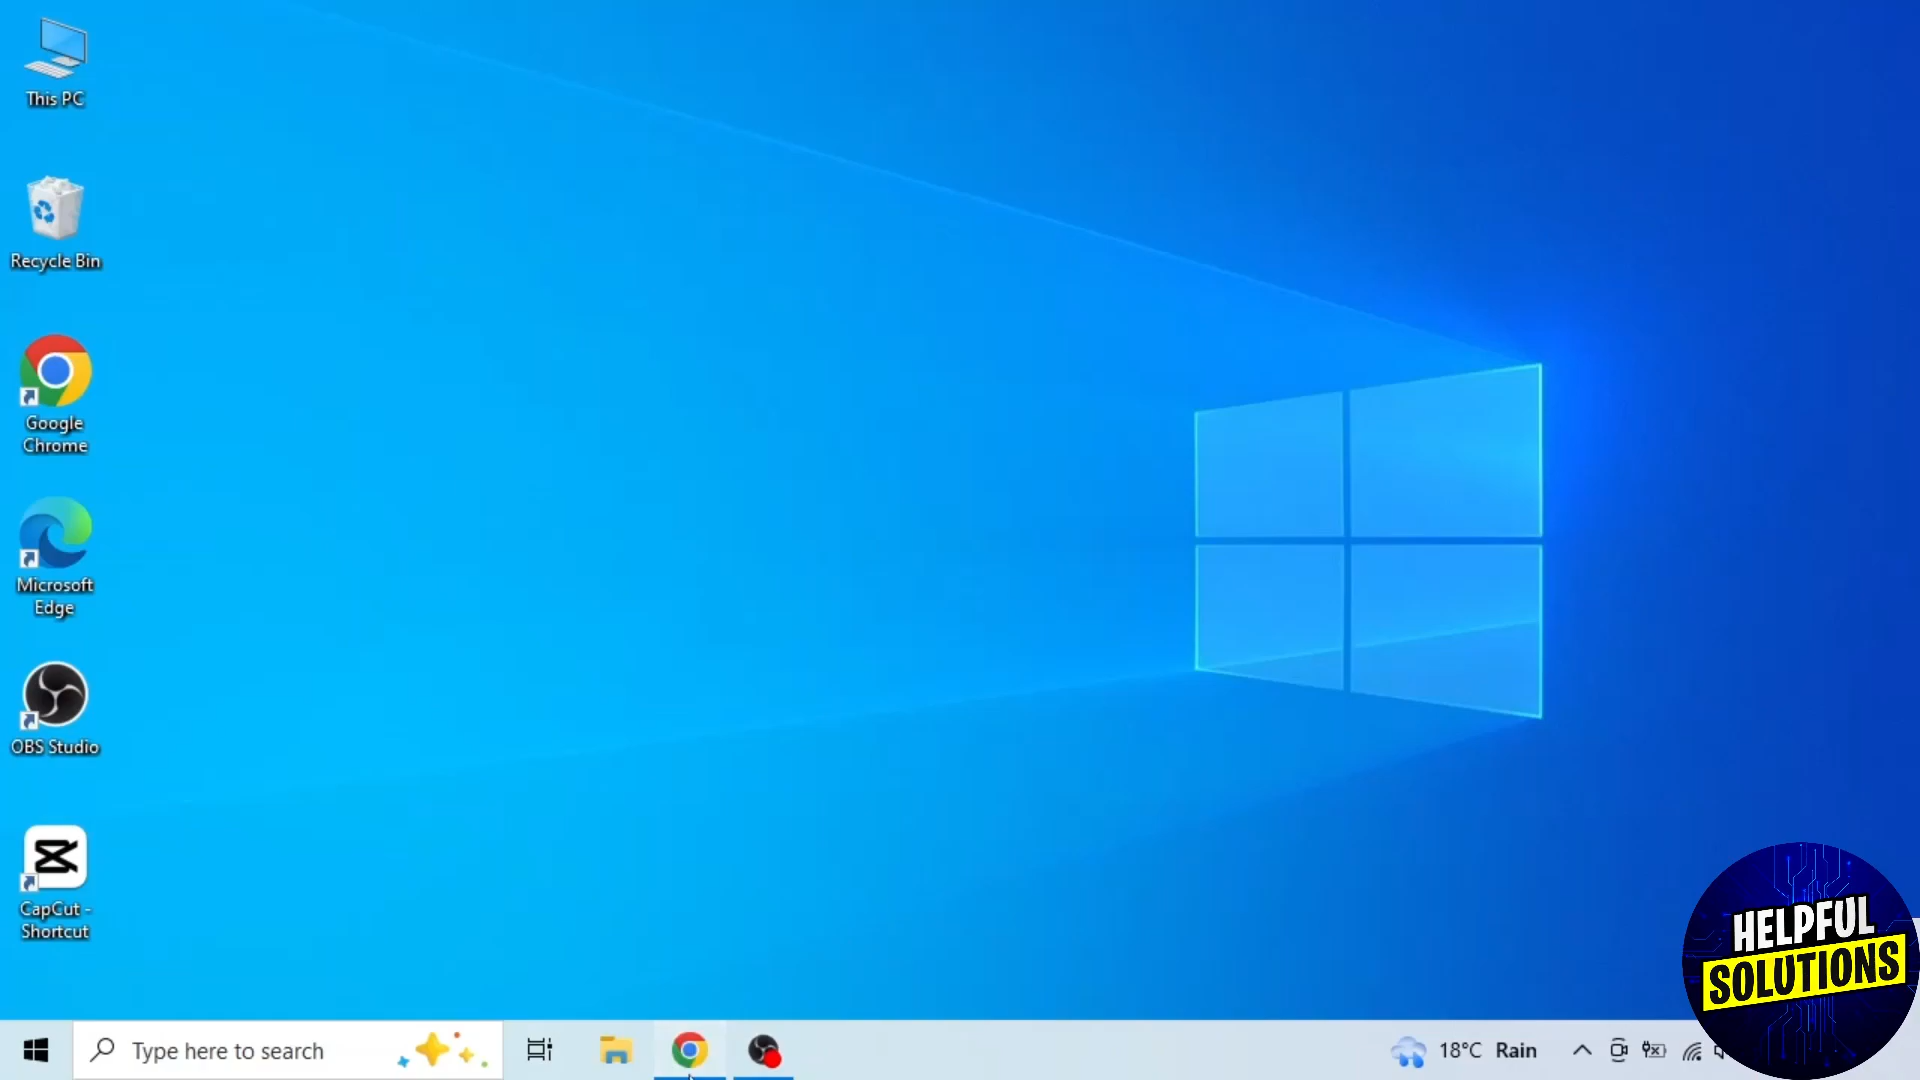 This PC
Recycle Bin
Google
Chrome
Microsoft
Edge
OBS Studio
CapCut -
Shortcut
HELPFUL
SOLUTIONS
Type here to search
18°C Rain